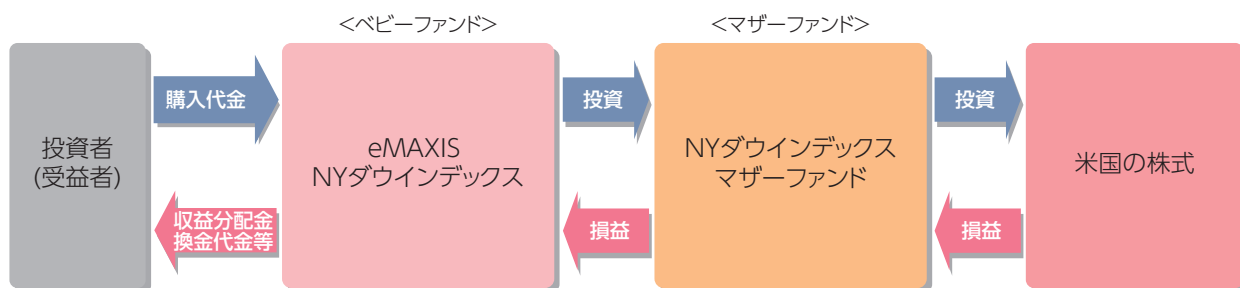 <ベビーファンド>
<マザーファンド>
購入代金
投資
投資
投資者
(受益者)
eMAXIS
NYダウインデックス
NYダウインデックス
マザーファンド
米国の株式
収益分配金
換金代金等
損益
損益